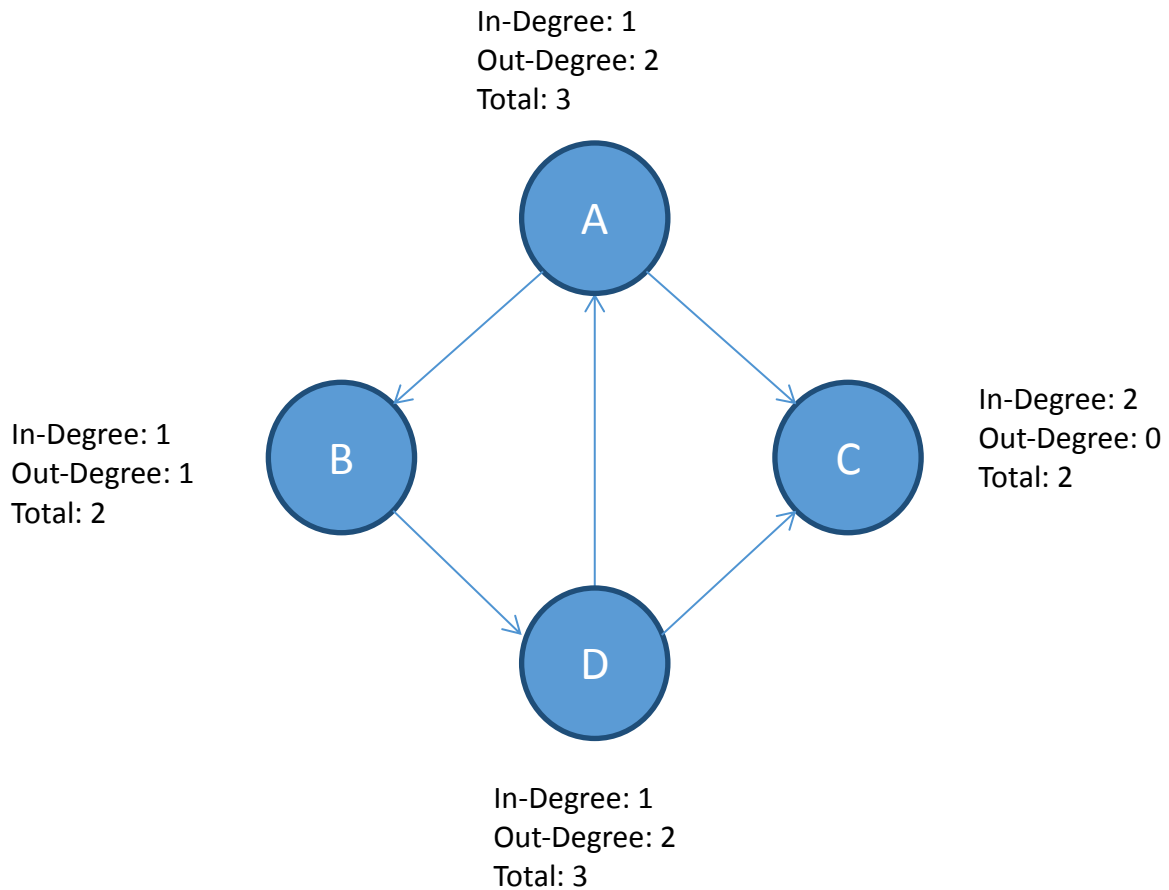 In-Degree: 1
Out-Degree: 2
Total: 3
A
In-Degree: 1
Out-Degree: 1
Total: 2
B
C
In-Degree: 2
Out-Degree: 0
Total: 2
D
In-Degree: 1
Out-Degree: 2
Total: 3